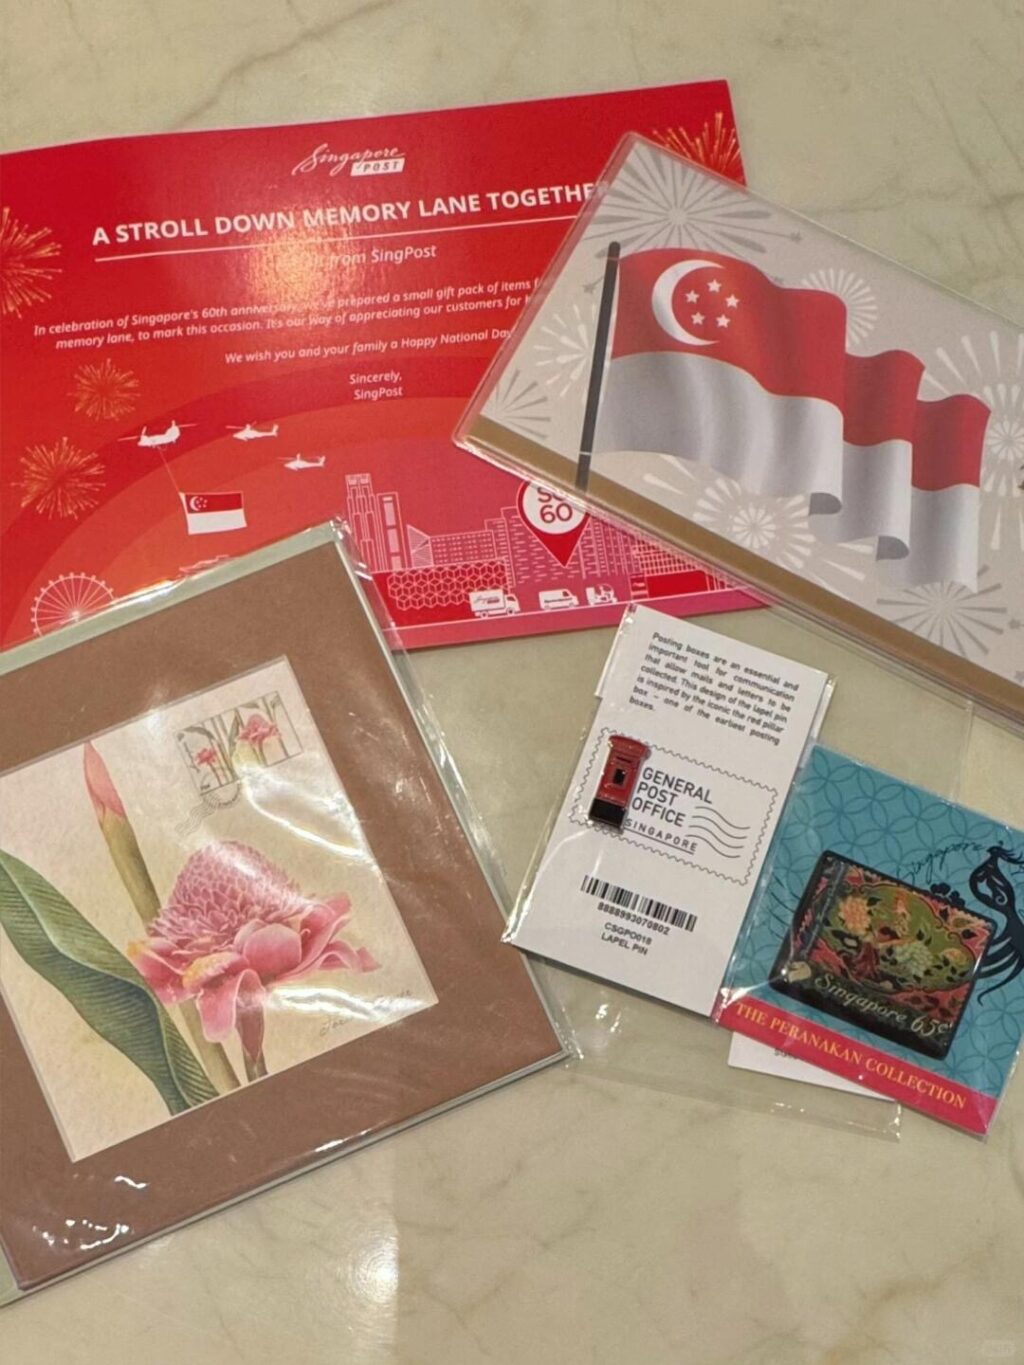 Singapore
POST
A STROLL DOWN MEMORY LANE TOGETHE
from SingPost
In celebration of Singapore's 60th anniversary, we've prepared a small gift pack of items
memory lane, to mark this occasion. It's our way of appreciating our customers for
We wish you and your family a Happy National Day
Sincerely,
SingPost
SG
60
Posting boxes are an essential and
important tool for communication
that allow mails and letters to be
collected. This design of the lapel pin
is inspired by the iconic the red pillar
box – one of the earliest posting
boxes.
GENERAL
POST
OFFICE
SINGAPORE
8888993070802
CSGPO018
LAPEL PIN
Singapore
Singapore 65¢
THE PERANAKAN COLLECTION